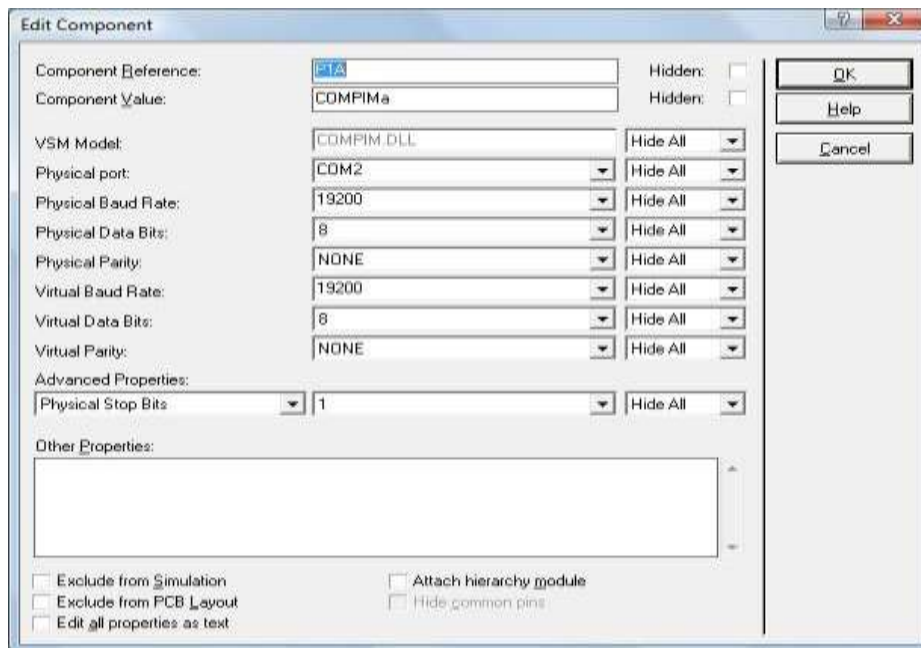 Edit Component
Component Reference: P1A Hidden: OK
Component Value: COMPIMa Hidden: Help
VSM Model: COMPIM.DLL Hide All Cancel
Physical port: COM2 Hide All
Physical Baud Rate: 19200 Hide All
Physical Data Bits: 8 Hide All
Physical Parity: NONE Hide All
Virtual Baud Rate: 19200 Hide All
Virtual Data Bits: 8 Hide All
Virtual Parity: NONE Hide All
Advanced Properties:
Physical Stop Bits 1 Hide All
Other Properties:
Exclude from Simulation Attach hierarchy module
Exclude from PCB Layout Hide common pins
Edit all properties as text